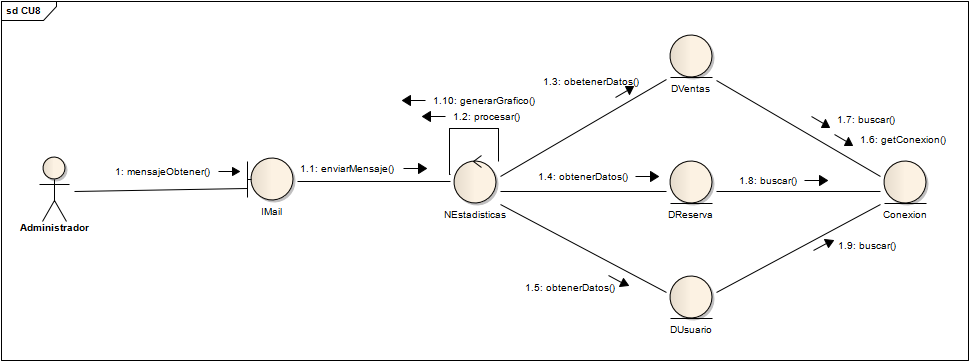 sd CU8
1.3: obetenerDatos()
DVentas
1.10: generarGrafico()
1.2: procesar()
1.7: buscar()
1.6: getConexion()
1: mensajeObtener()
1.1: enviarMensaje()
1.4: obtenerDatos()
1.8: buscar()
IMail
NEstadisticas
DReserva
Conexion
Administrador
1.9: buscar()
1.5: obtenerDatos()
DUsuario